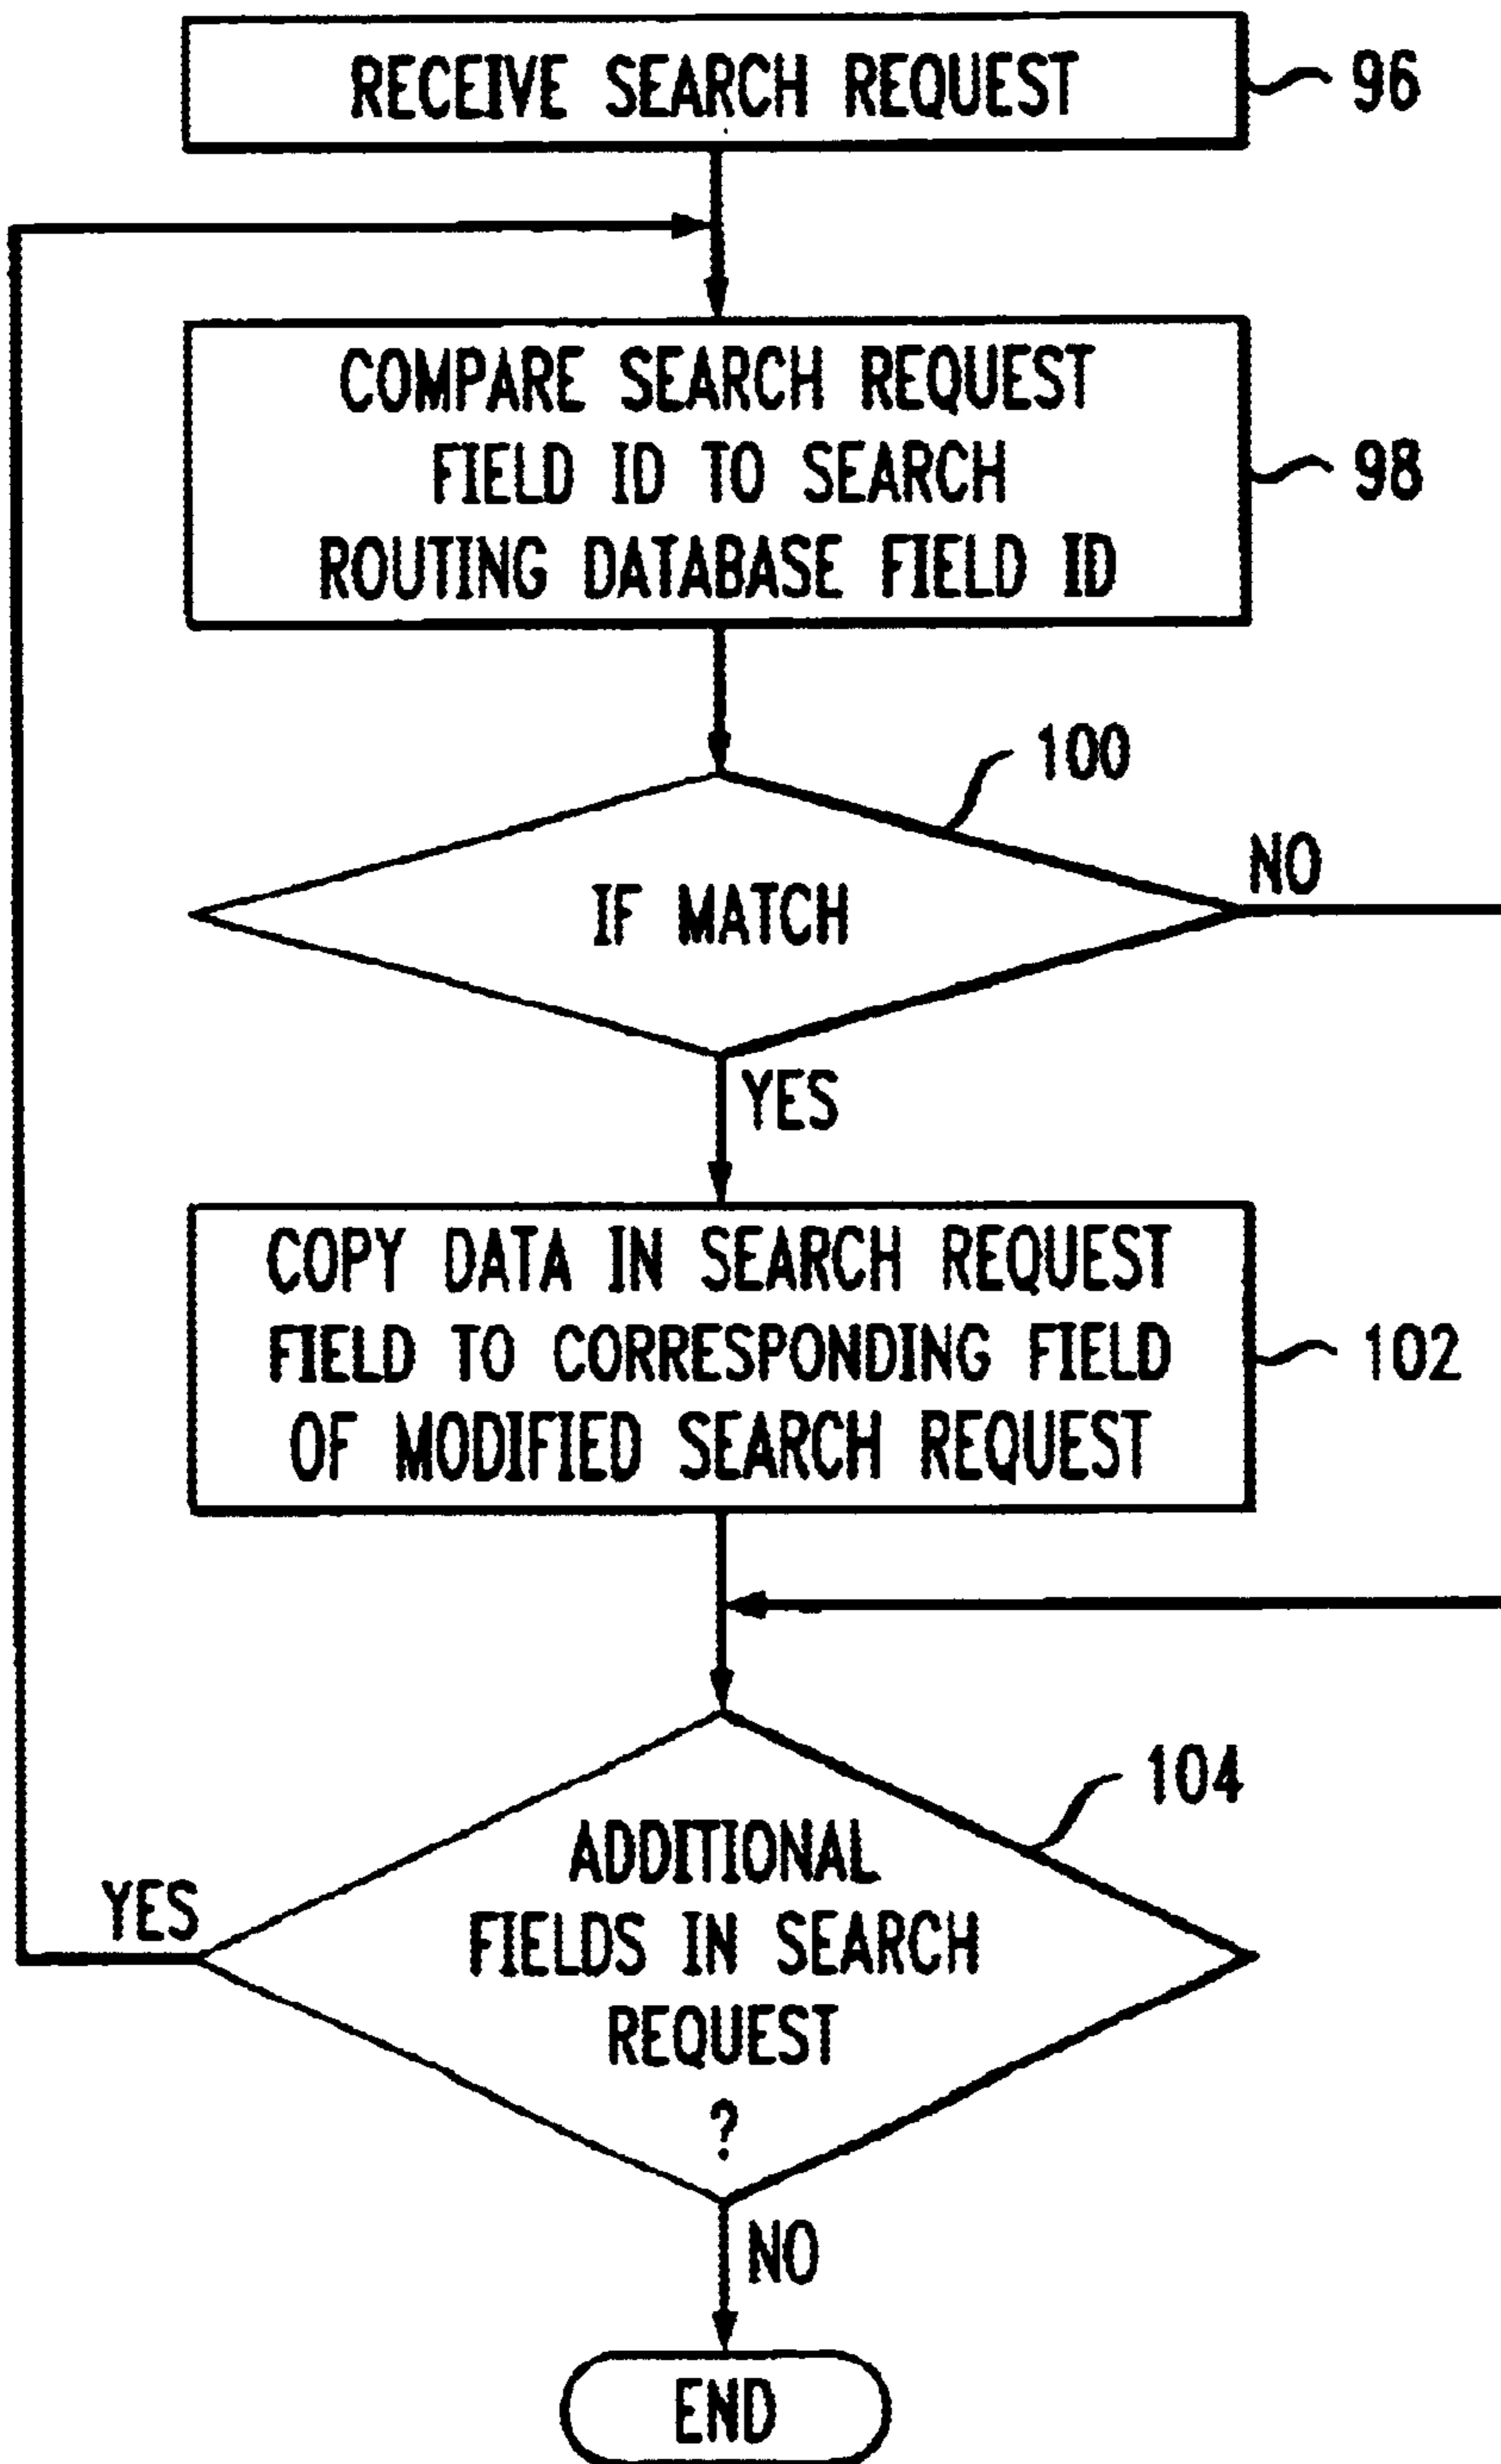 RECEIVE SEARCH REQUEST
96
COMPARE SEARCH REQUEST
FIELD ID TO SEARCH
ROUTING DATABASE FIELD ID
98
100
IF MATCH
NO
YES
COPY DATA IN SEARCH REQUEST
FIELD TO CORRESPONDING FIELD
OF MODIFIED SEARCH REQUEST
102
104
ADDITIONAL
FIELDS IN SEARCH
REQUEST
?
YES
NO
END